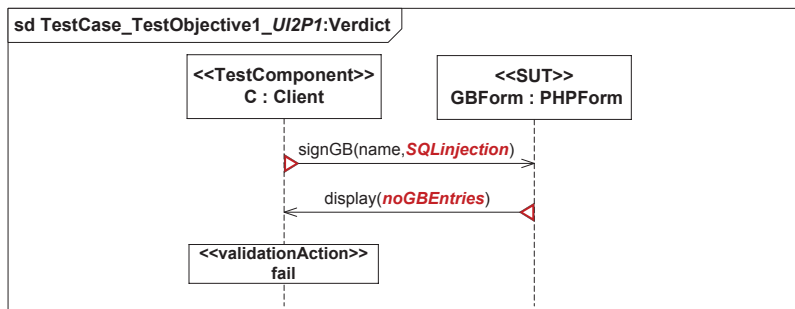 sd TestCase_TestObjective1_UI2P1:Verdict
<<TestComponent>>
C : Client
<<SUT>>
GBForm : PHPForm
signGB(name,SQLinjection)
display(noGBEntries)
<<validationAction>>
fail